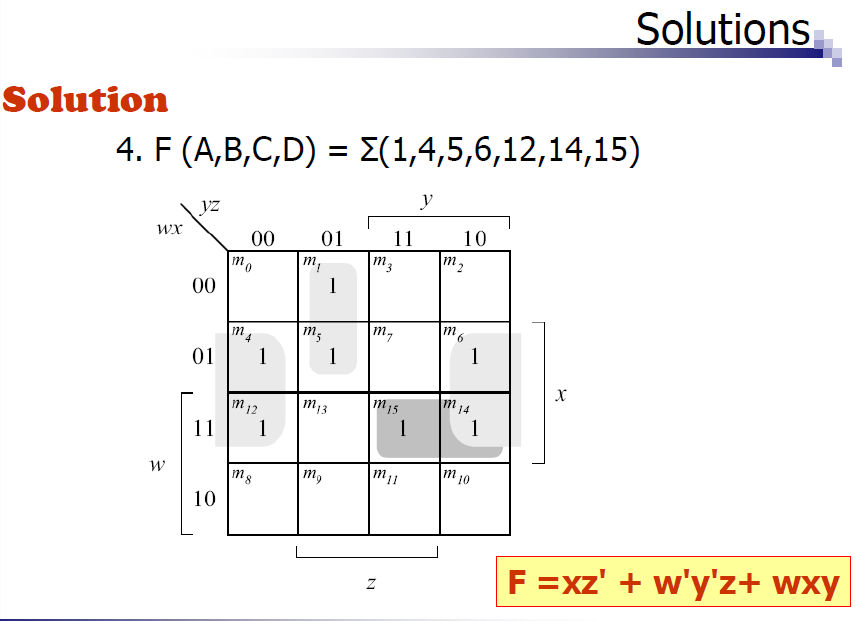 Solutions
Solution
4. F (A,B,C,D) = Σ(1,4,5,6,12,14,15)
yz
y
wx
00 01 11 10
m0 m1 m3 m2
00 1
m4 m5 m7 m6
01 1 1 1
x
m12 m13 m15 m14
11 1 1 1
w
m8 m9 m11 m10
10
z
F =xz' + w'y'z+ wxy